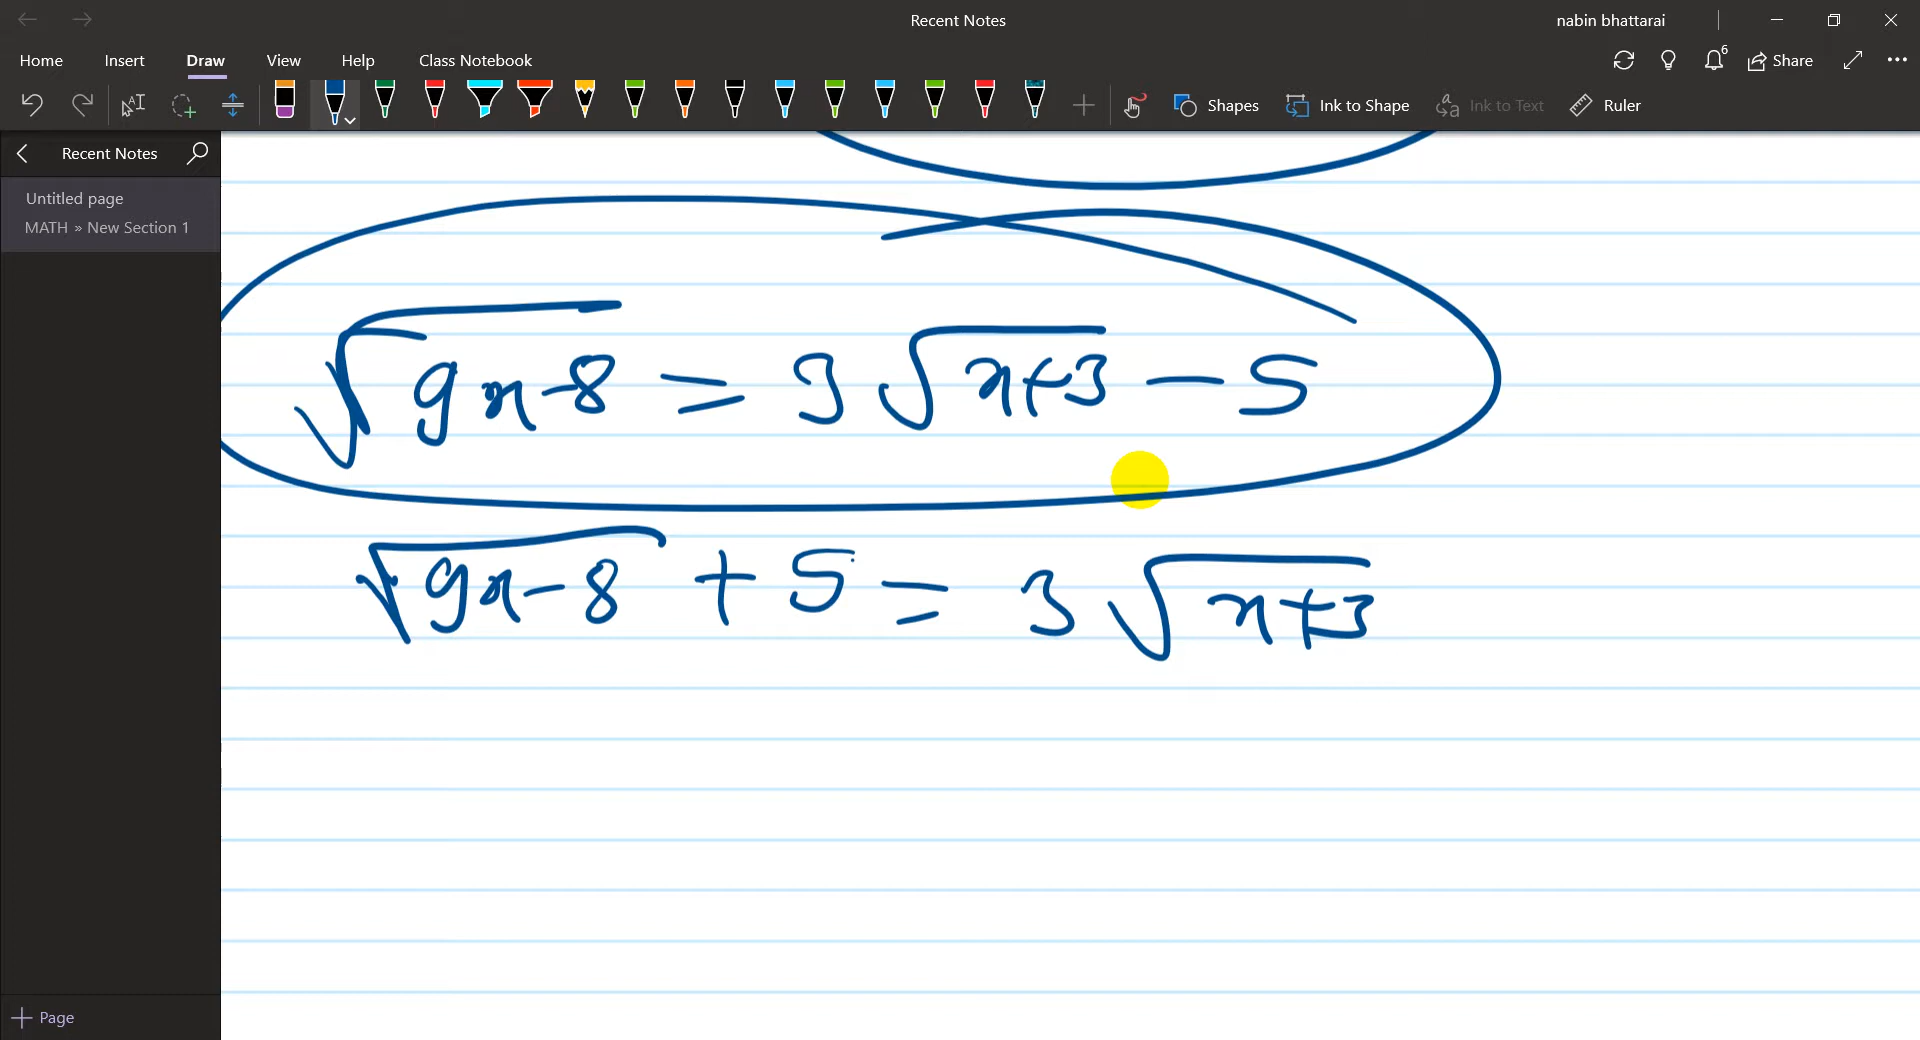 Recent Notes
nabin bhattarai
Home Insert Draw View Help Class Notebook
6
Share
Shapes Ink to Shape Ink to Text Ruler
Recent Notes
Untitled page
MATH » New Section 1
√9x-8 = 3√x+3 - 5
√9x-8 + 5 = 3√x+3
Page